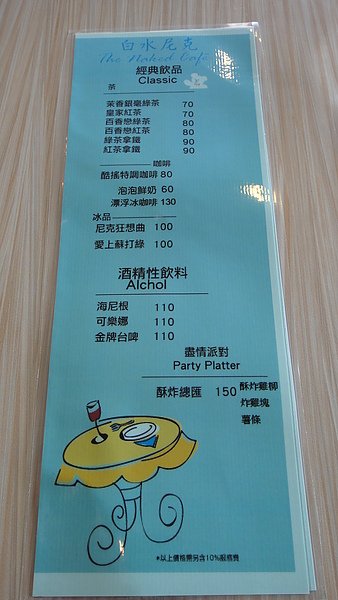 白水尼克
The Naked Cafe
經典飲品
Classic
茶
茉香銀毫綠茶 70
皇家紅茶 70
百香戀綠茶 80
百香戀紅茶 80
綠茶拿鐵 90
紅茶拿鐵 90
咖啡
酷搖特調咖啡 80
泡泡鮮奶 60
漂浮冰咖啡 130
冰品
尼克狂想曲 100
愛上蘇打綠 100
酒精性飲料
Alchol
海尼根 110
可樂娜 110
金牌台啤 110
盡情派對
Party Platter
酥炸總匯 150 酥炸雞柳
炸雞塊
薯條
*以上價格需另含10%服務費